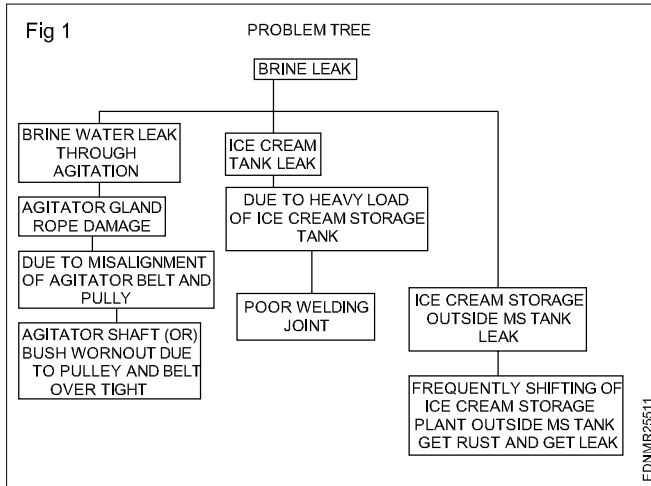 Fig 1
PROBLEM TREE
BRINE LEAK
BRINE WATER LEAK
THROUGH
AGITATION
AGITATOR GLAND
ROPE DAMAGE
DUE TO MISALIGNMENT
OF AGITATOR BELT AND
PULLY
AGITATOR SHAFT (OR)
BUSH WORNOUT DUE
TO PULLEY AND BELT
OVER TIGHT
ICE CREAM
TANK LEAK
DUE TO HEAVY LOAD
OF ICE CREAM STORAGE
TANK
POOR WELDING
JOINT
ICE CREAM STORAGE
OUTSIDE MS TANK
LEAK
FREQUENTLY SHIFTING OF
ICE CREAM STORAGE
PLANT OUTSIDE MS TANK
GET RUST AND GET LEAK
FDNMR25511